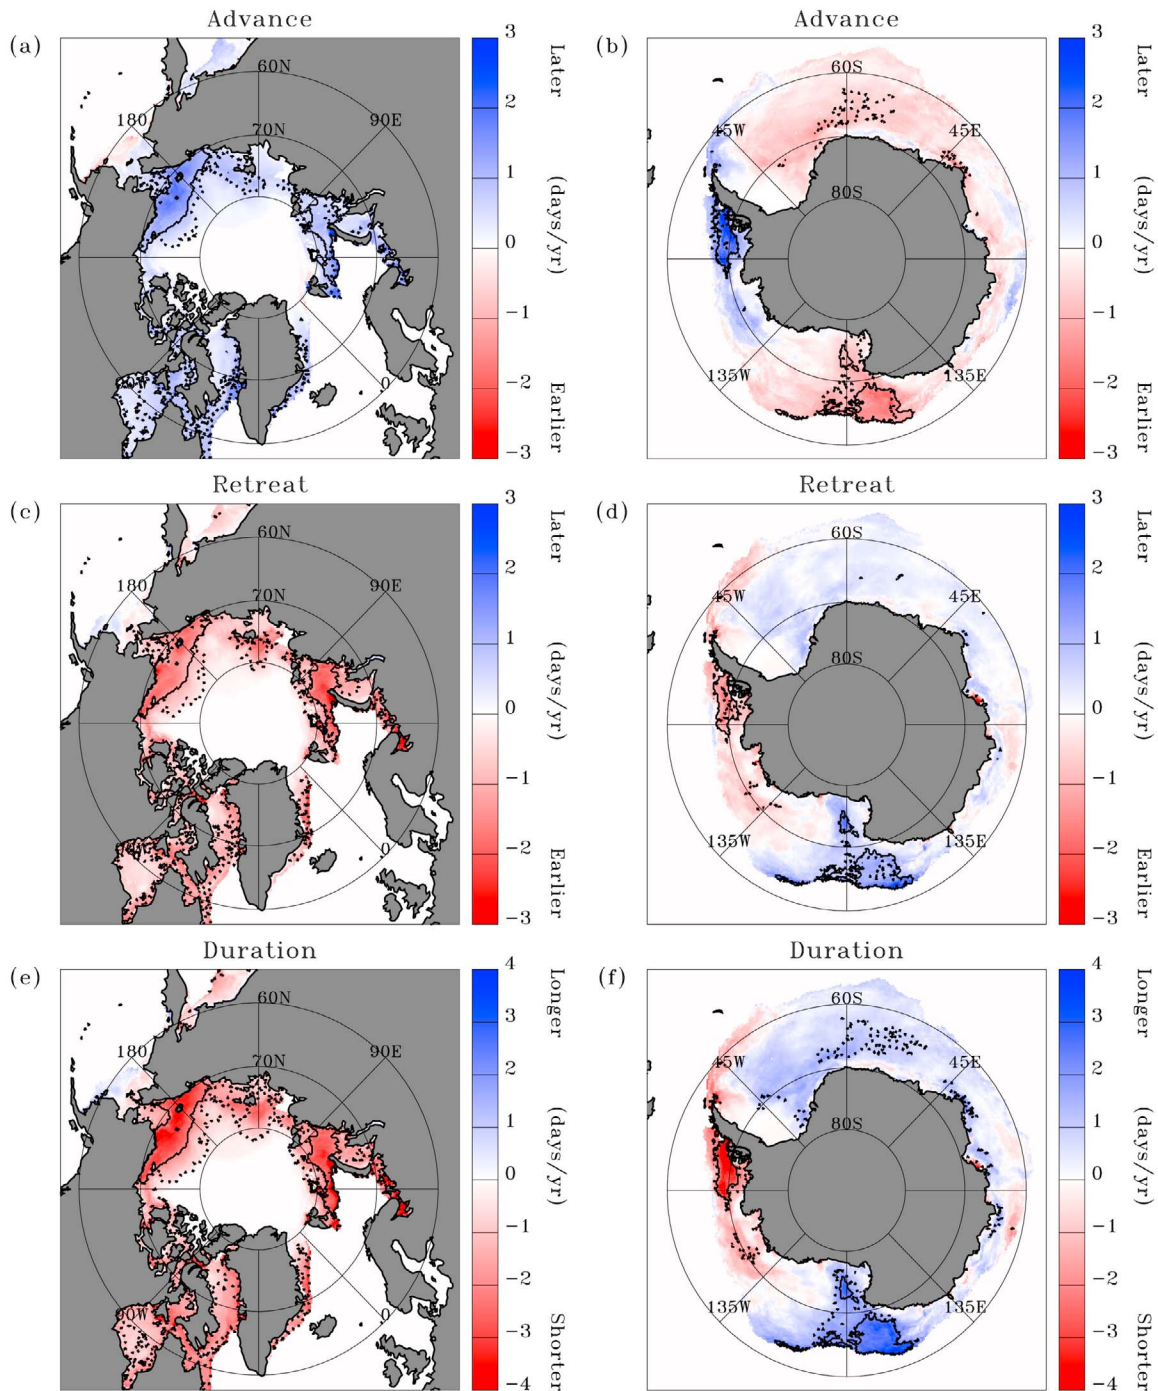 Advance
(a)
60N
70N
180
90E
90W
0
3
2
1
0
-1
-2
-3
Later
(days/yr)
Earlier
Advance
(b)
60S
45W
45E
80S
135W
135E
3
2
1
0
-1
-2
-3
Later
(days/yr)
Earlier
Retreat
(c)
60N
70N
180
90E
90W
0
3
2
1
0
-1
-2
-3
Later
(days/yr)
Earlier
Retreat
(d)
60S
45W
45E
80S
135W
135E
3
2
1
0
-1
-2
-3
Later
(days/yr)
Earlier
Duration
(e)
60N
70N
180
90E
90W
0
4
3
2
1
0
-1
-2
-3
-4
Longer
(days/yr)
Shorter
Duration
(f)
60S
45W
45E
80S
135W
135E
4
3
2
1
0
-1
-2
-3
-4
Longer
(days/yr)
Shorter